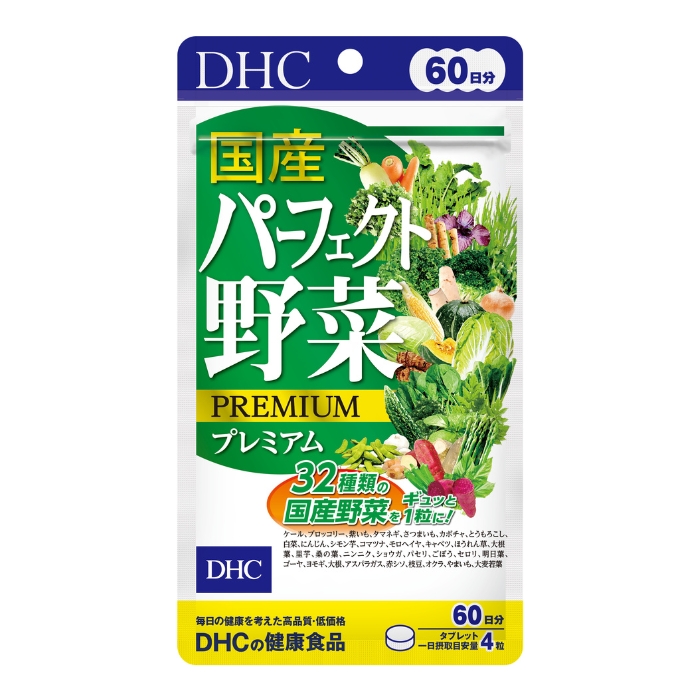 DHC
60日分
国産
パーフェクト
野菜
PREMIUM
プレミアム
32種類の
国産野菜を
ギュッと
1粒に!
ケール、ブロッコリー、紫いも、タマネギ、さつまいも、カボチャ、とうもろこし、
白菜、にんじん、シモン芋、コマツナ、モロヘイヤ、キャベツ、ほうれん草、大根
葉、里芋、桑の葉、ニンニク、ショウガ、パセリ、ごぼう、セロリ、明日葉、
ゴーヤ、ヨモギ、大根、アスパラガス、赤シソ、枝豆、オクラ、やまいも、大麦若葉
DHC
毎日の健康を考えた高品質・低価格
DHCの健康食品
60日分
タブレット
一日摂取目安量4粒